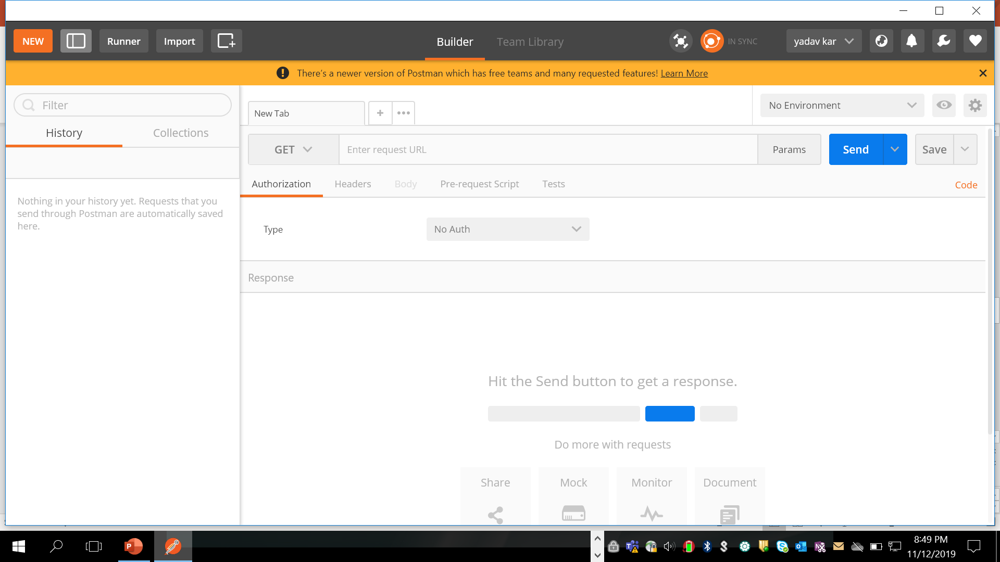 NEW
Runner
Import
Builder
Team Library
IN SYNC
yadav kar
There's a newer version of Postman which has free teams and many requested features! Learn More
Filter
New Tab
No Environment
History
Collections
GET
Enter request URL
Params
Send
Save
Authorization
Headers
Body
Pre-request Script
Tests
Code
Nothing in your history yet. Requests that you
send through Postman are automatically saved
here.
Type
No Auth
Response
Hit the Send button to get a response.
Do more with requests
Share
Mock
Monitor
Document
8:49 PM
11/12/2019